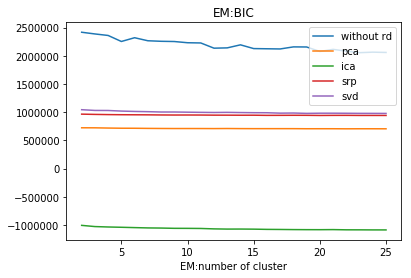 EM:BIC
2500000
2000000
1500000
1000000
500000
0
−500000
−1000000
without rd
pca
ica
srp
svd
5
10
15
20
25
EM:number of cluster